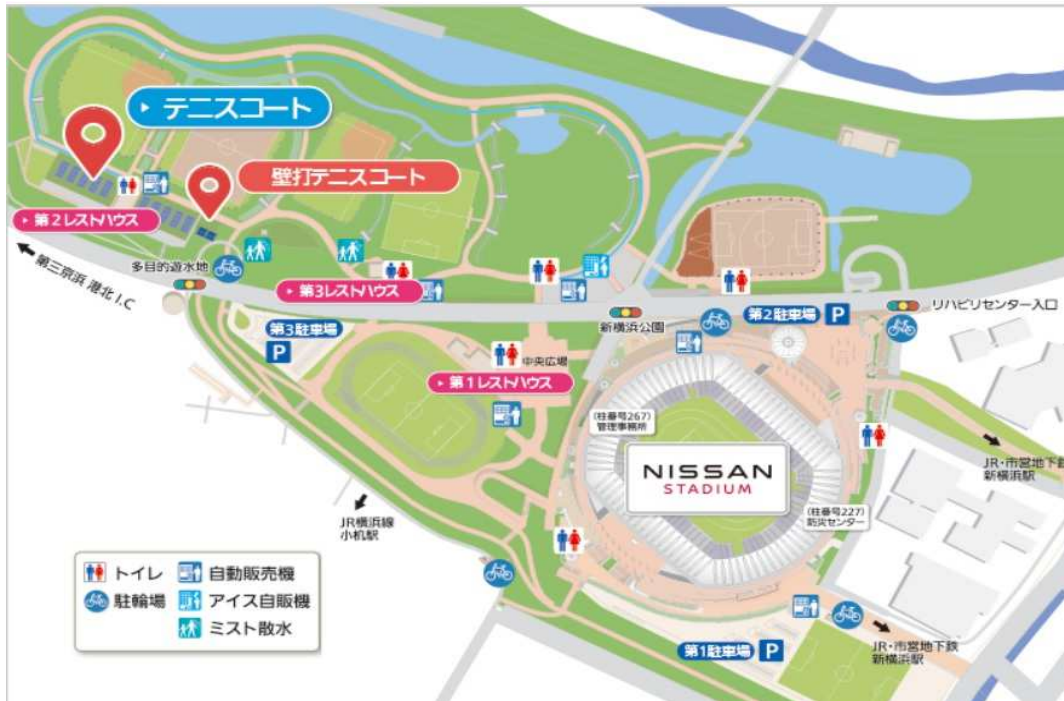 テニスコート
壁打テニスコート
第2レストハウス
第三京浜 港北 I.C
多目的遊水地
第3レストハウス
第3駐車場
P
新横浜公園
第2駐車場
P
リハビリセンター入口
中央広場
第1レストハウス
(柱番号267)
管理事務所
NISSAN
STADIUM
(柱番号227)
防災センター
JR・市営地下鉄
新横浜駅
JR横浜線
小机駅
トイレ
自動販売機
駐輪場
アイス自販機
ミスト散水
第1駐車場
P
JR・市営地下鉄
新横浜駅